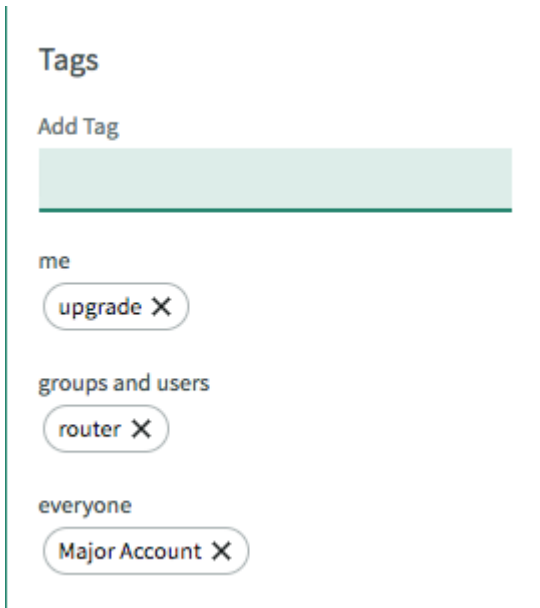 Tags
Add Tag
me
upgrade
groups and users
router
everyone
Major Account